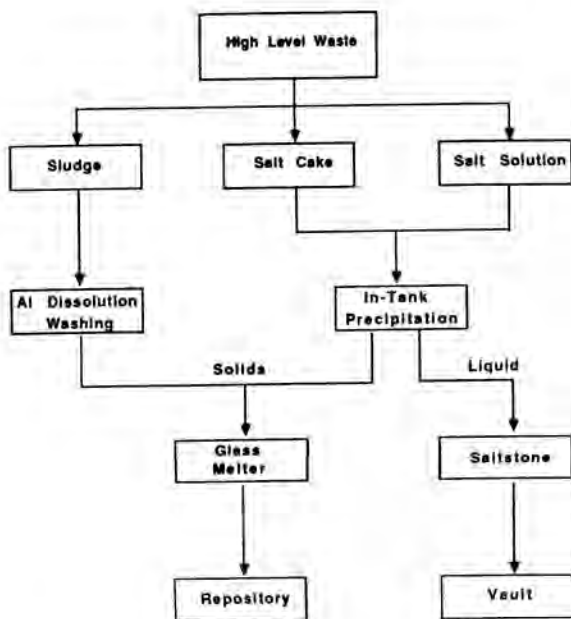 High Level Waste
Sludge
Salt Cake
Salt Solution
Al Dissolution
Washing
In-Tank
Precipitation
Solids
Liquid
Glass
Melter
Saltstone
Repository
Vault